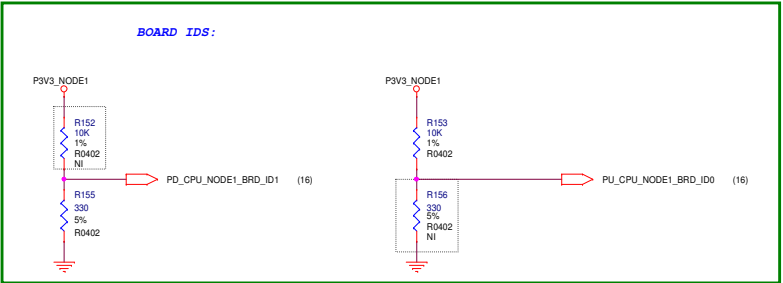 BOARD IDS:
P3V3_NODE1
R152
10K
1%
R0402
NI
PD_CPU_NODE1_BRD_ID1 (16)
R155
330
5%
R0402
P3V3_NODE1
R153
10K
1%
R0402
PU_CPU_NODE1_BRD_ID0 (16)
R156
330
5%
R0402
NI